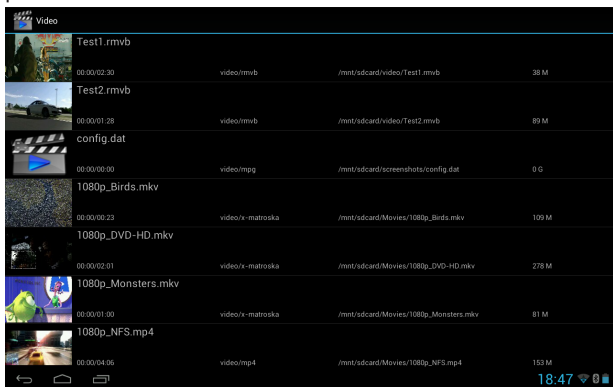 Video
Test1.rmvb
00:00/02:30 video/rmvb /mnt/sdcard/video/Test1.rmvb 38 M
Test2.rmvb
00:00/01:28 video/rmvb /mnt/sdcard/video/Test2.rmvb 89 M
config.dat
00:00/00:00 video/mpg /mnt/sdcard/screenshots/config.dat 0 G
1080p_Birds.mkv
00:00/00:23 video/x-matroska /mnt/sdcard/Movies/1080p_Birds.mkv 109 M
1080p_DVD-HD.mkv
00:00/02:01 video/x-matroska /mnt/sdcard/Movies/1080p_DVD-HD.mkv 278 M
1080p_Monsters.mkv
00:00/01:00 video/x-matroska /mnt/sdcard/Movies/1080p_Monsters.mkv 81 M
1080p_NFS.mp4
00:00/04:06 video/mp4 /mnt/sdcard/Movies/1080p_NFS.mp4 153 M
18:47